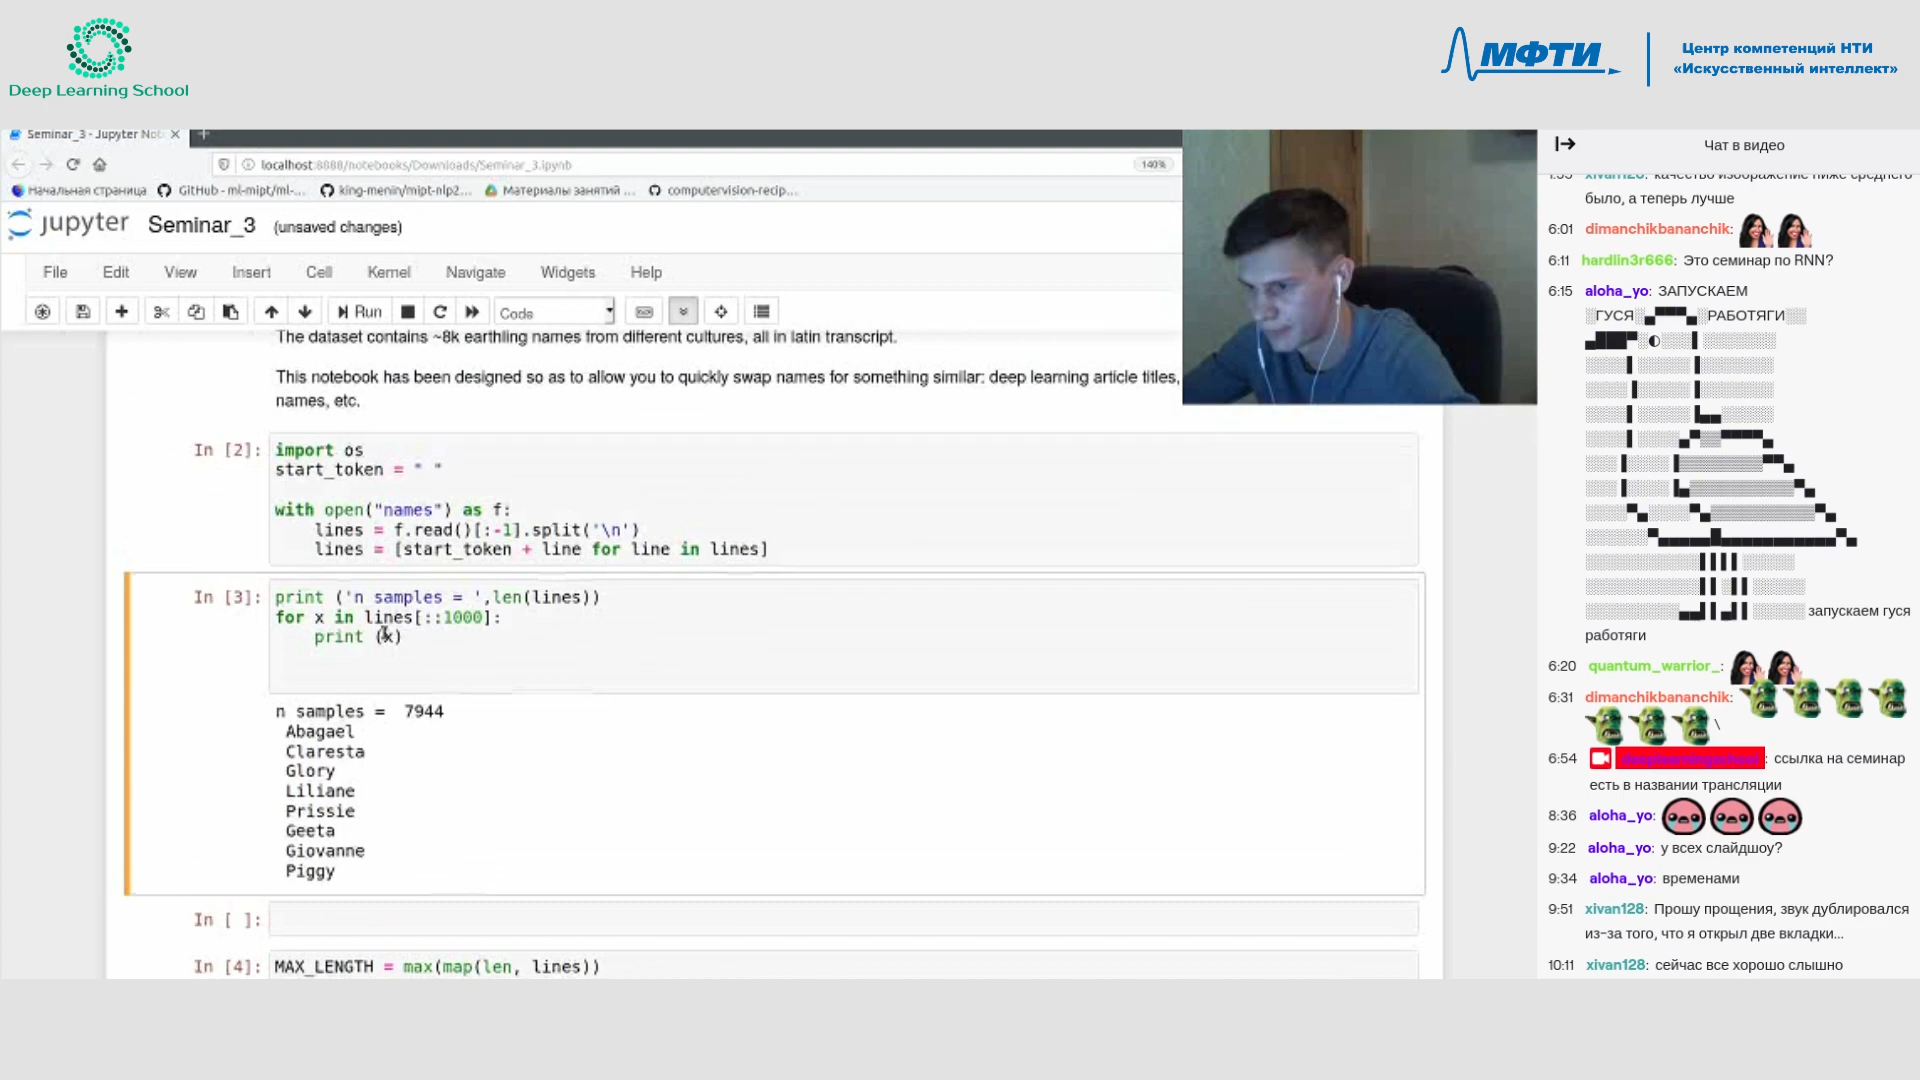 Deep Learning School
МФТИ
Центр компетенций НТИ
«Искусственный интеллект»
Seminar_3 - Jupyter Not
localhost:8888/notebooks/Downloads/Seminar_3.ipynb
140%
Начальная страница
GitHub - ml-mipt/ml-...
king-menin/mipt-nlp2...
Материалы занятий ...
computervision-recip...
jupyter
Seminar_3
(unsaved changes)
File Edit View Insert Cell Kernel Navigate Widgets Help
Run
Code
The dataset contains ~8k earthling names from different cultures, all in latin transcript.
This notebook has been designed so as to allow you to quickly swap names for something similar: deep learning article titles,
names, etc.
In [2]:
import os
start_token = " "
with open("names") as f:
    lines = f.read()[:-1].split('\n')
    lines = [start_token + line for line in lines]
In [3]:
print ('n samples = ',len(lines))
for x in lines[::1000]:
    print (x)
n samples =  7944
Abagael
Claresta
Glory
Liliane
Prissie
Geeta
Giovanne
Piggy
In [ ]:
In [4]:
MAX_LENGTH = max(map(len, lines))
Чат в видео
1:55 xivan128: качество изображение ниже среднего
было, а теперь лучше
6:01 dimanchikbananchik:
6:11 hardlin3r666: Это семинар по RNN?
6:15 aloha_yo: ЗАПУСКАЕМ
ГУСЯ РАБОТЯГИ
запускаем гуся
работяги
6:20 quantum_warrior_:
6:31 dimanchikbananchik:
\
6:54 deeplearningschool: ссылка на семинар
есть в названии трансляции
8:36 aloha_yo:
9:22 aloha_yo: у всех слайдшоу?
9:34 aloha_yo: временами
9:51 xivan128: Прошу прощения, звук дублировался
из-за того, что я открыл две вкладки...
10:11 xivan128: сейчас все хорошо слышно